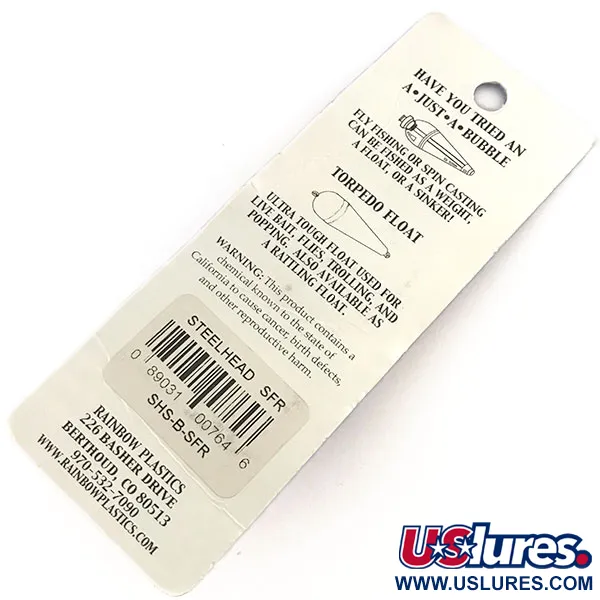 HAVE YOU TRIED AN
A•JUST•A•BUBBLE
FLY FISHING OR SPIN CASTING
CAN BE FISHED AS A WEIGHT,
A FLOAT, OR A SINKER!
TORPEDO FLOAT
ULTRA TOUGH FLOAT USED FOR
LIVE BAIT, FLIES, TROLLING, AND
POPPING. ALSO AVAILABLE AS
A RATTLING FLOAT.
WARNING: This product contains a
chemical known to the state of
California to cause cancer, birth defects,
and other reproductive harm.
STEELHEAD SFR
0 89031 00764 6
SHS-B-SFR
RAINBOW PLASTICS
226 BASHER DRIVE
BERTHOUD, CO 80513
970-532-7090
WWW.RAINBOWPLASTICS.COM
USlures.
WWW.USLURES.COM